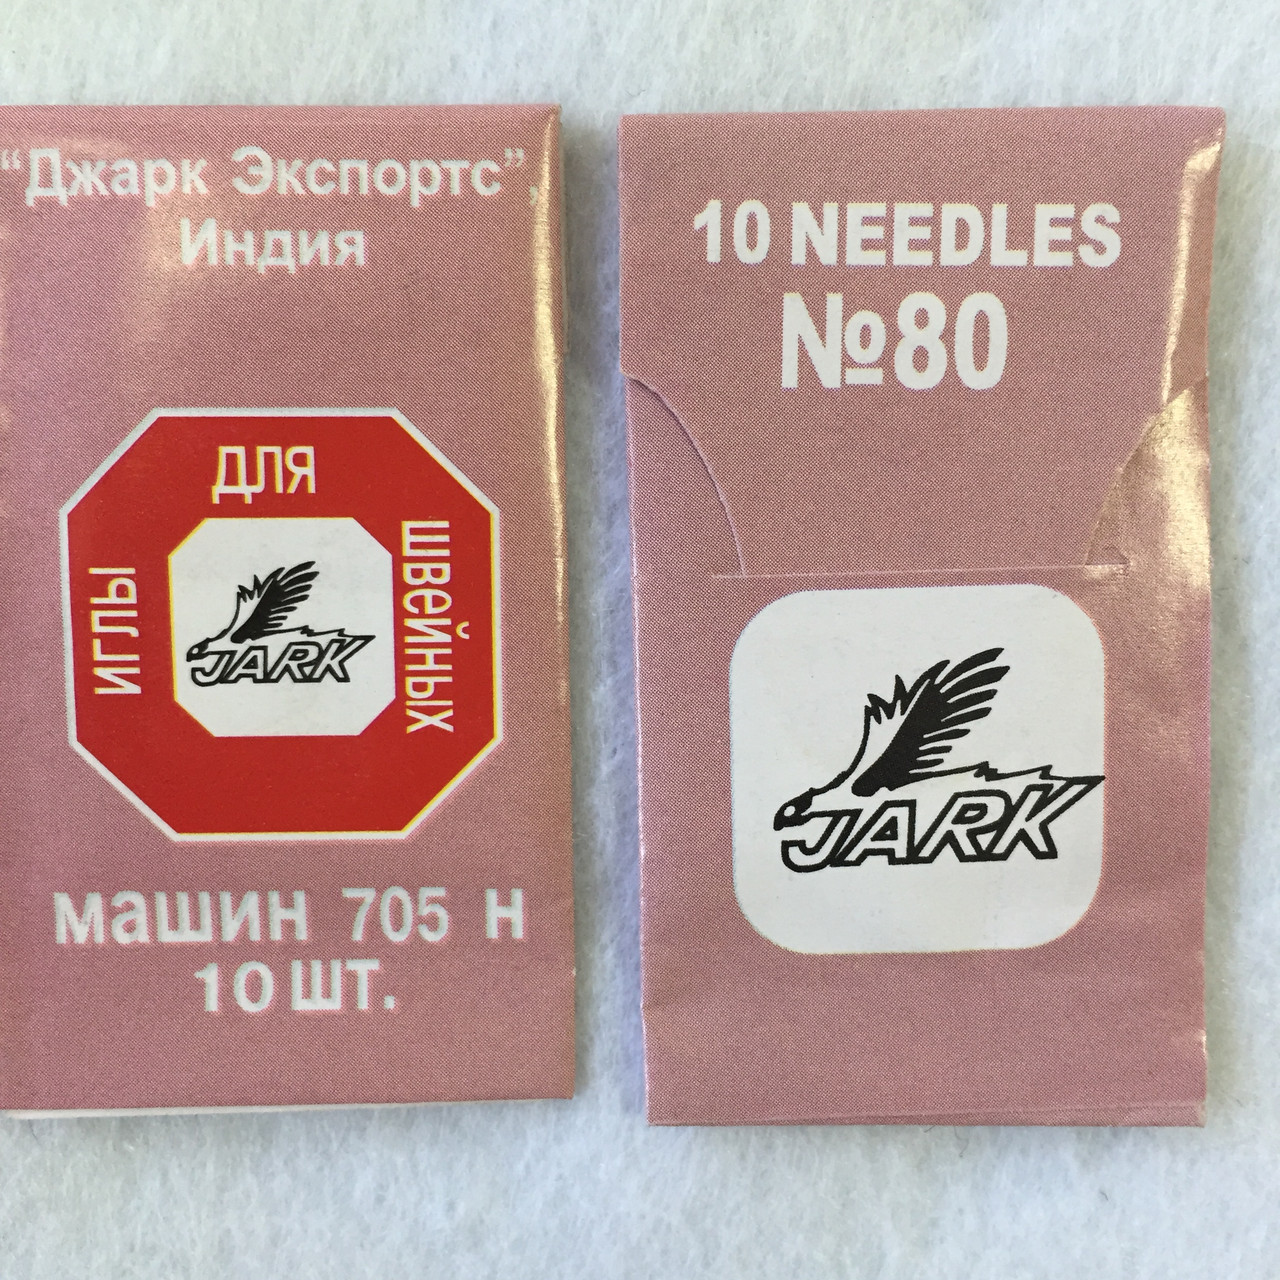 “Джарк Экспортс”,
Индия
иглы
для
швейных
JARK
машин 705 н
10 шт.
10 NEEDLES
№80
JARK